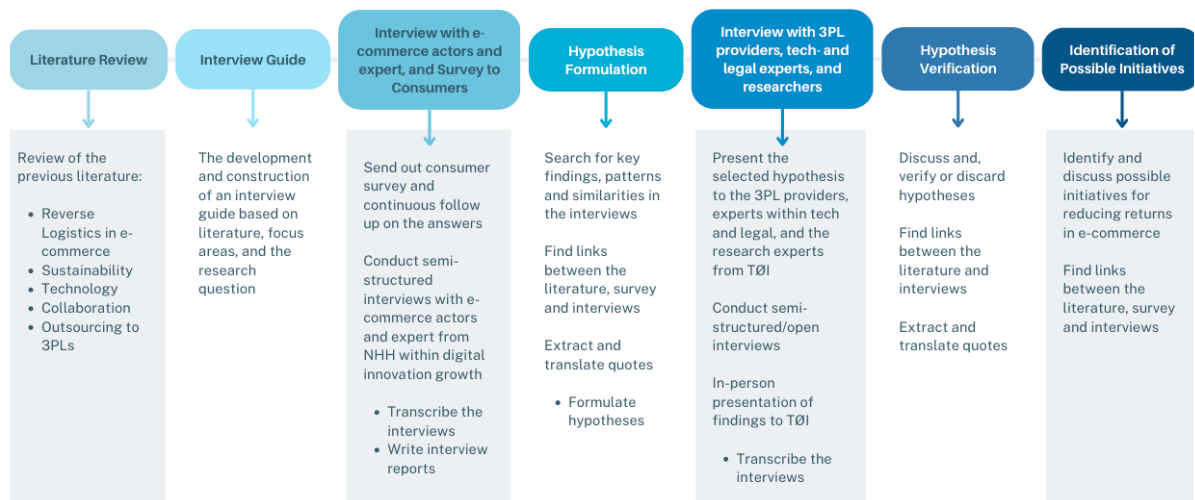 Literature Review
Interview Guide
Interview with e-
commerce actors and
expert, and Survey to
Consumers
Hypothesis
Formulation
Interview with 3PL
providers, tech- and
legal experts, and
researchers
Hypothesis
Verification
Identification of
Possible Initiatives
Review of the
previous literature:
• Reverse
Logistics in e-
commerce
• Sustainability
• Technology
• Collaboration
• Outsourcing to
3PLs
The development
and construction
of an interview
guide based on
literature, focus
areas, and the
research
question
Send out consumer
survey and
continuous follow
up on the answers
Conduct semi-
structured
interviews with e-
commerce actors
and expert from
NHH within digital
innovation growth
• Transcribe the
interviews
• Write interview
reports
Search for key
findings, patterns
and similarities in
the interviews
Find links
between the
literature, survey
and interviews
Extract and
translate quotes
• Formulate
hypotheses
Present the
selected hypothesis
to the 3PL providers,
experts within tech
and legal, and the
research experts
from TØI
Conduct semi-
structured/open
interviews
In-person
presentation of
findings to TØI
• Transcribe the
interviews
Discuss and,
verify or discard
hypotheses
Find links
between the
literature and
interviews
Extract and
translate quotes
Identify and
discuss possible
initiatives for
reducing returns
in e-commerce
Find links
between the
literature, survey
and interviews